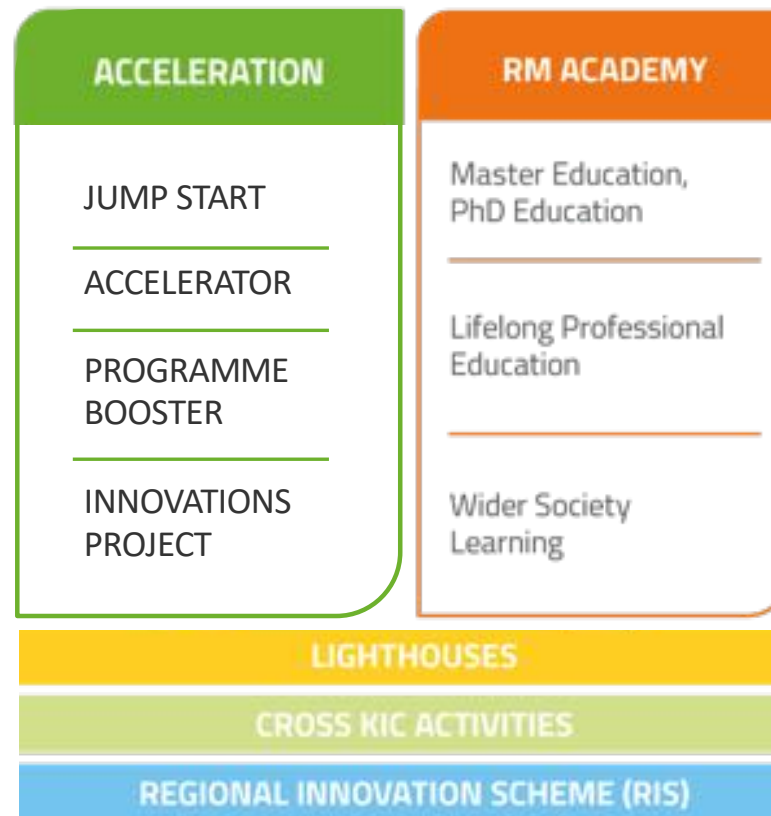 ACCELERATION
JUMP START
ACCELERATOR
PROGRAMME
BOOSTER
INNOVATIONS
PROJECT
RM ACADEMY
Master Education,
PhD Education
Lifelong Professional
Education
Wider Society
Learning
LIGHTHOUSES
CROSS KIC ACTIVITIES
REGIONAL INNOVATION SCHEME (RIS)